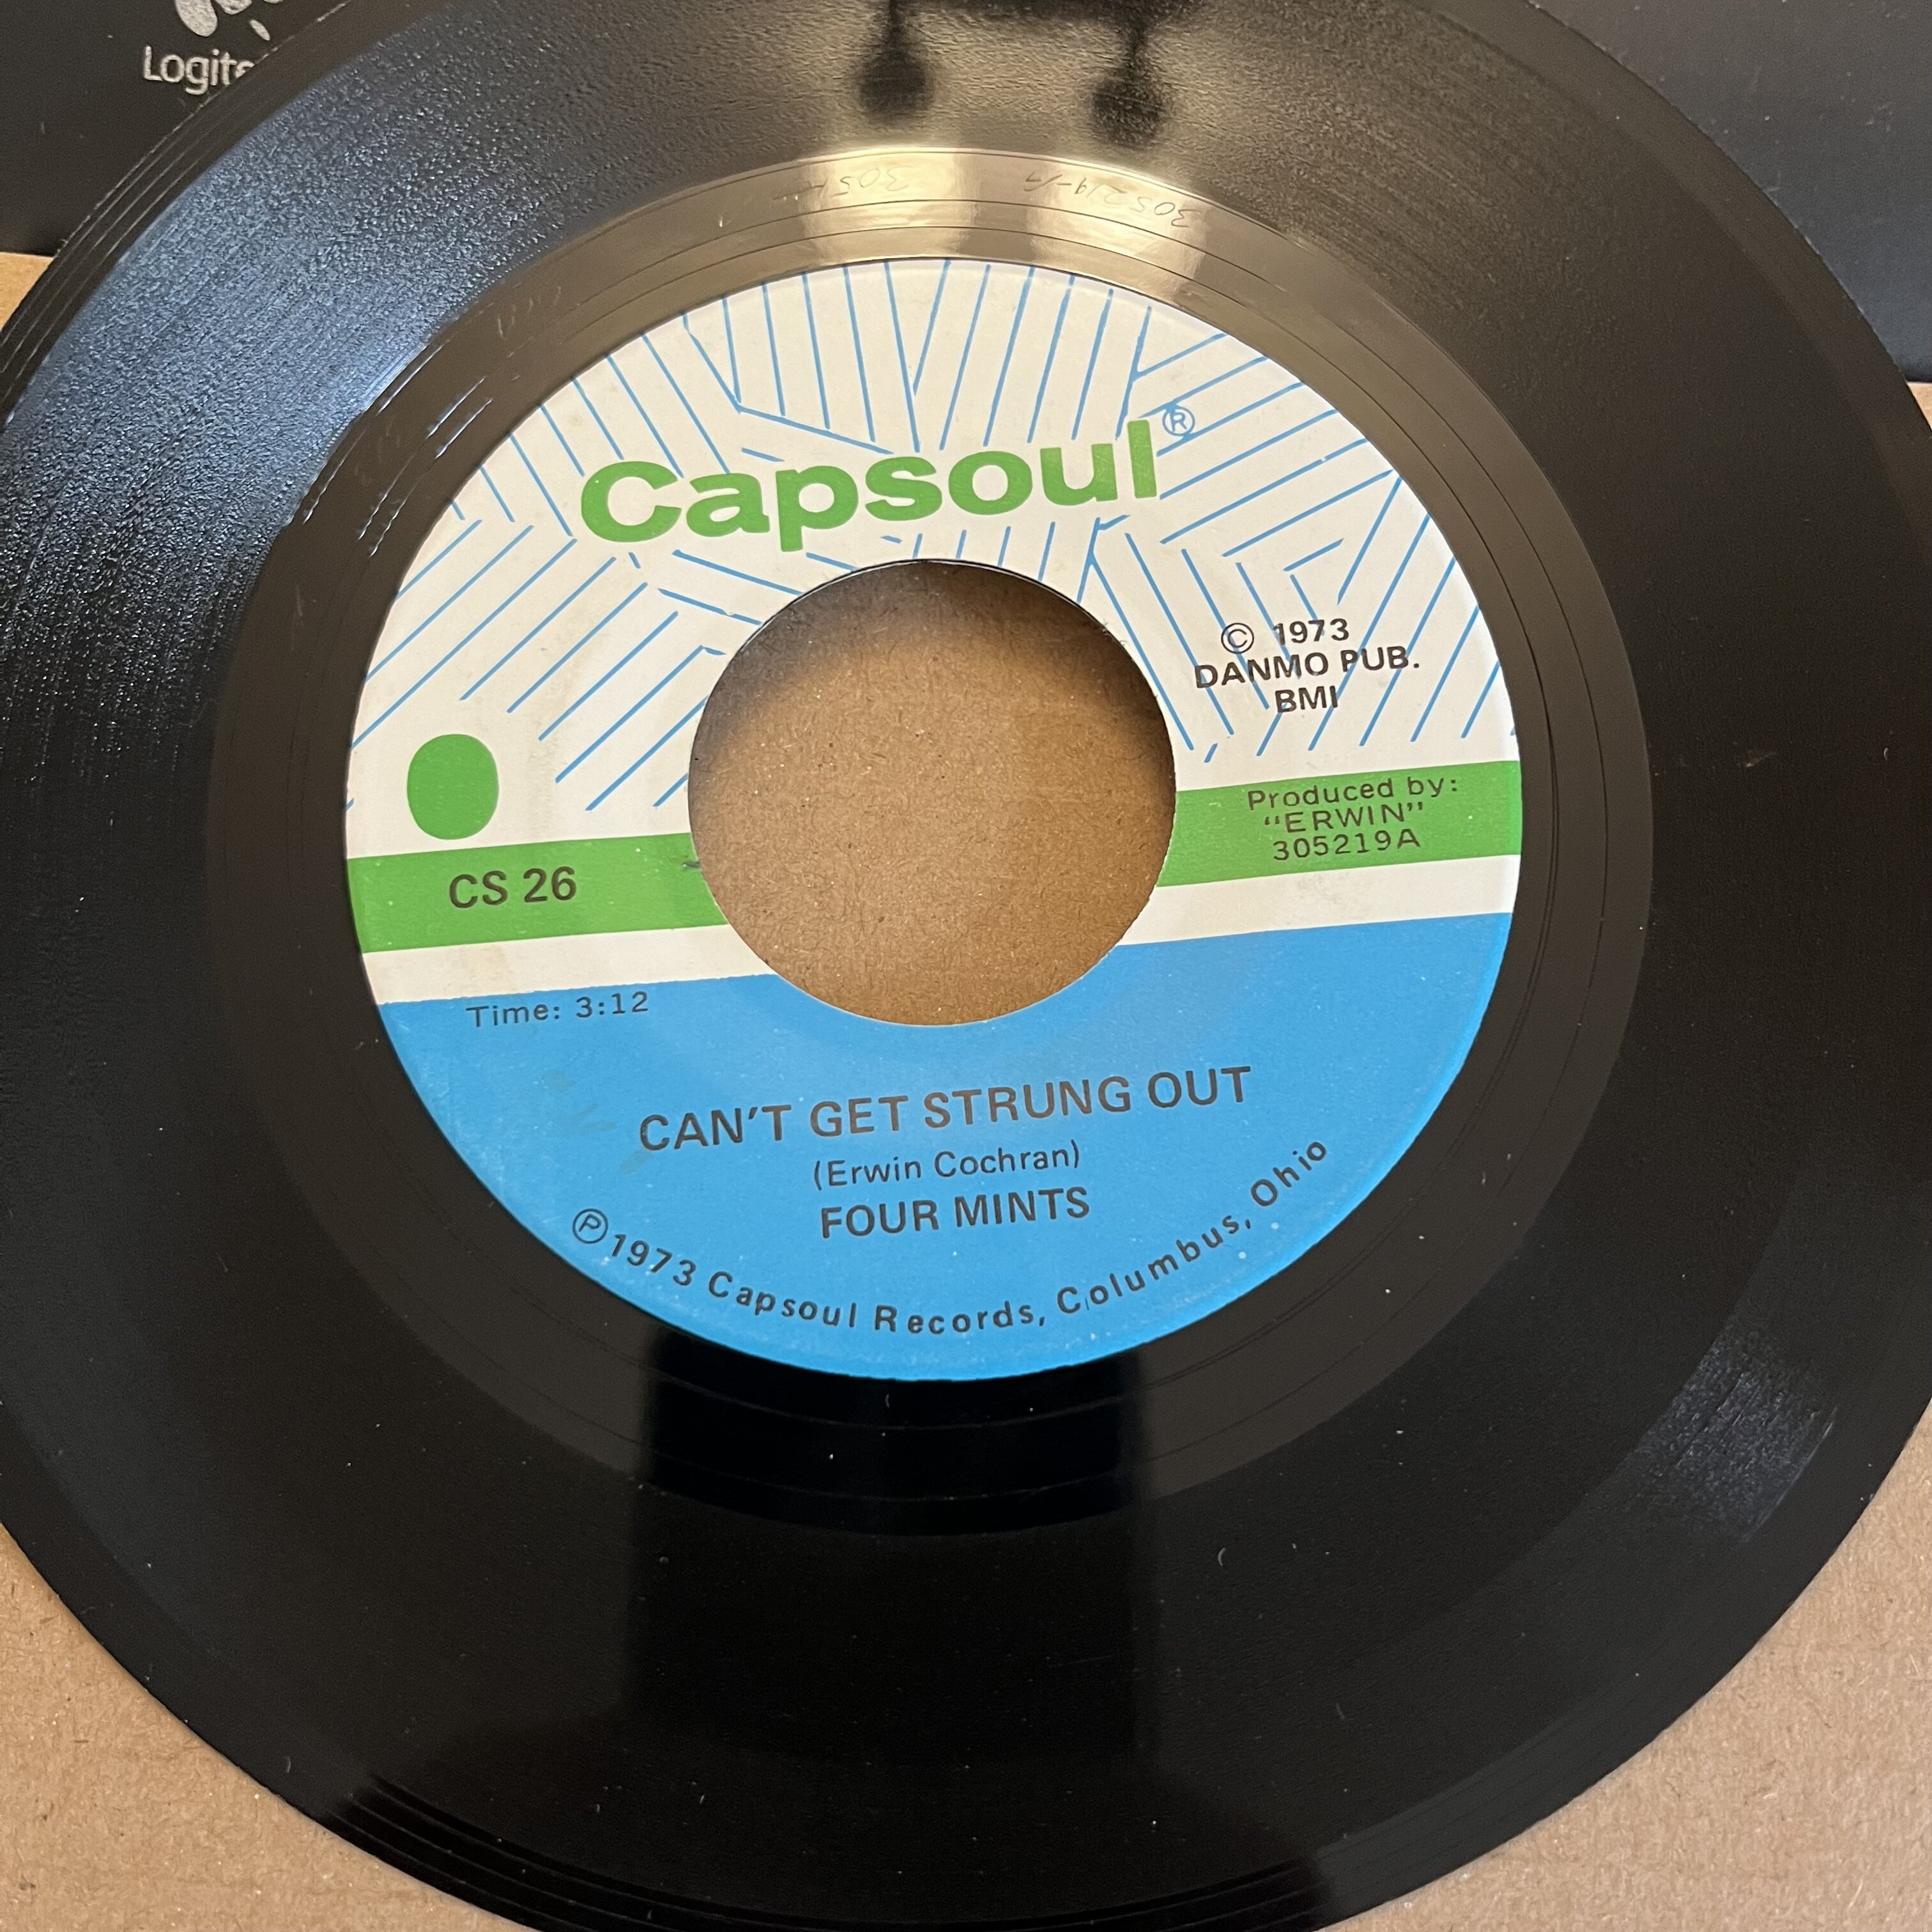 Capsoul®
© 1973
DANMO PUB.
BMI
Produced by:
"ERWIN"
305219A
CS 26
Time: 3:12
CAN'T GET STRUNG OUT
(Erwin Cochran)
FOUR MINTS
℗1973 Capsoul Records, Columbus, Ohio
305219-A